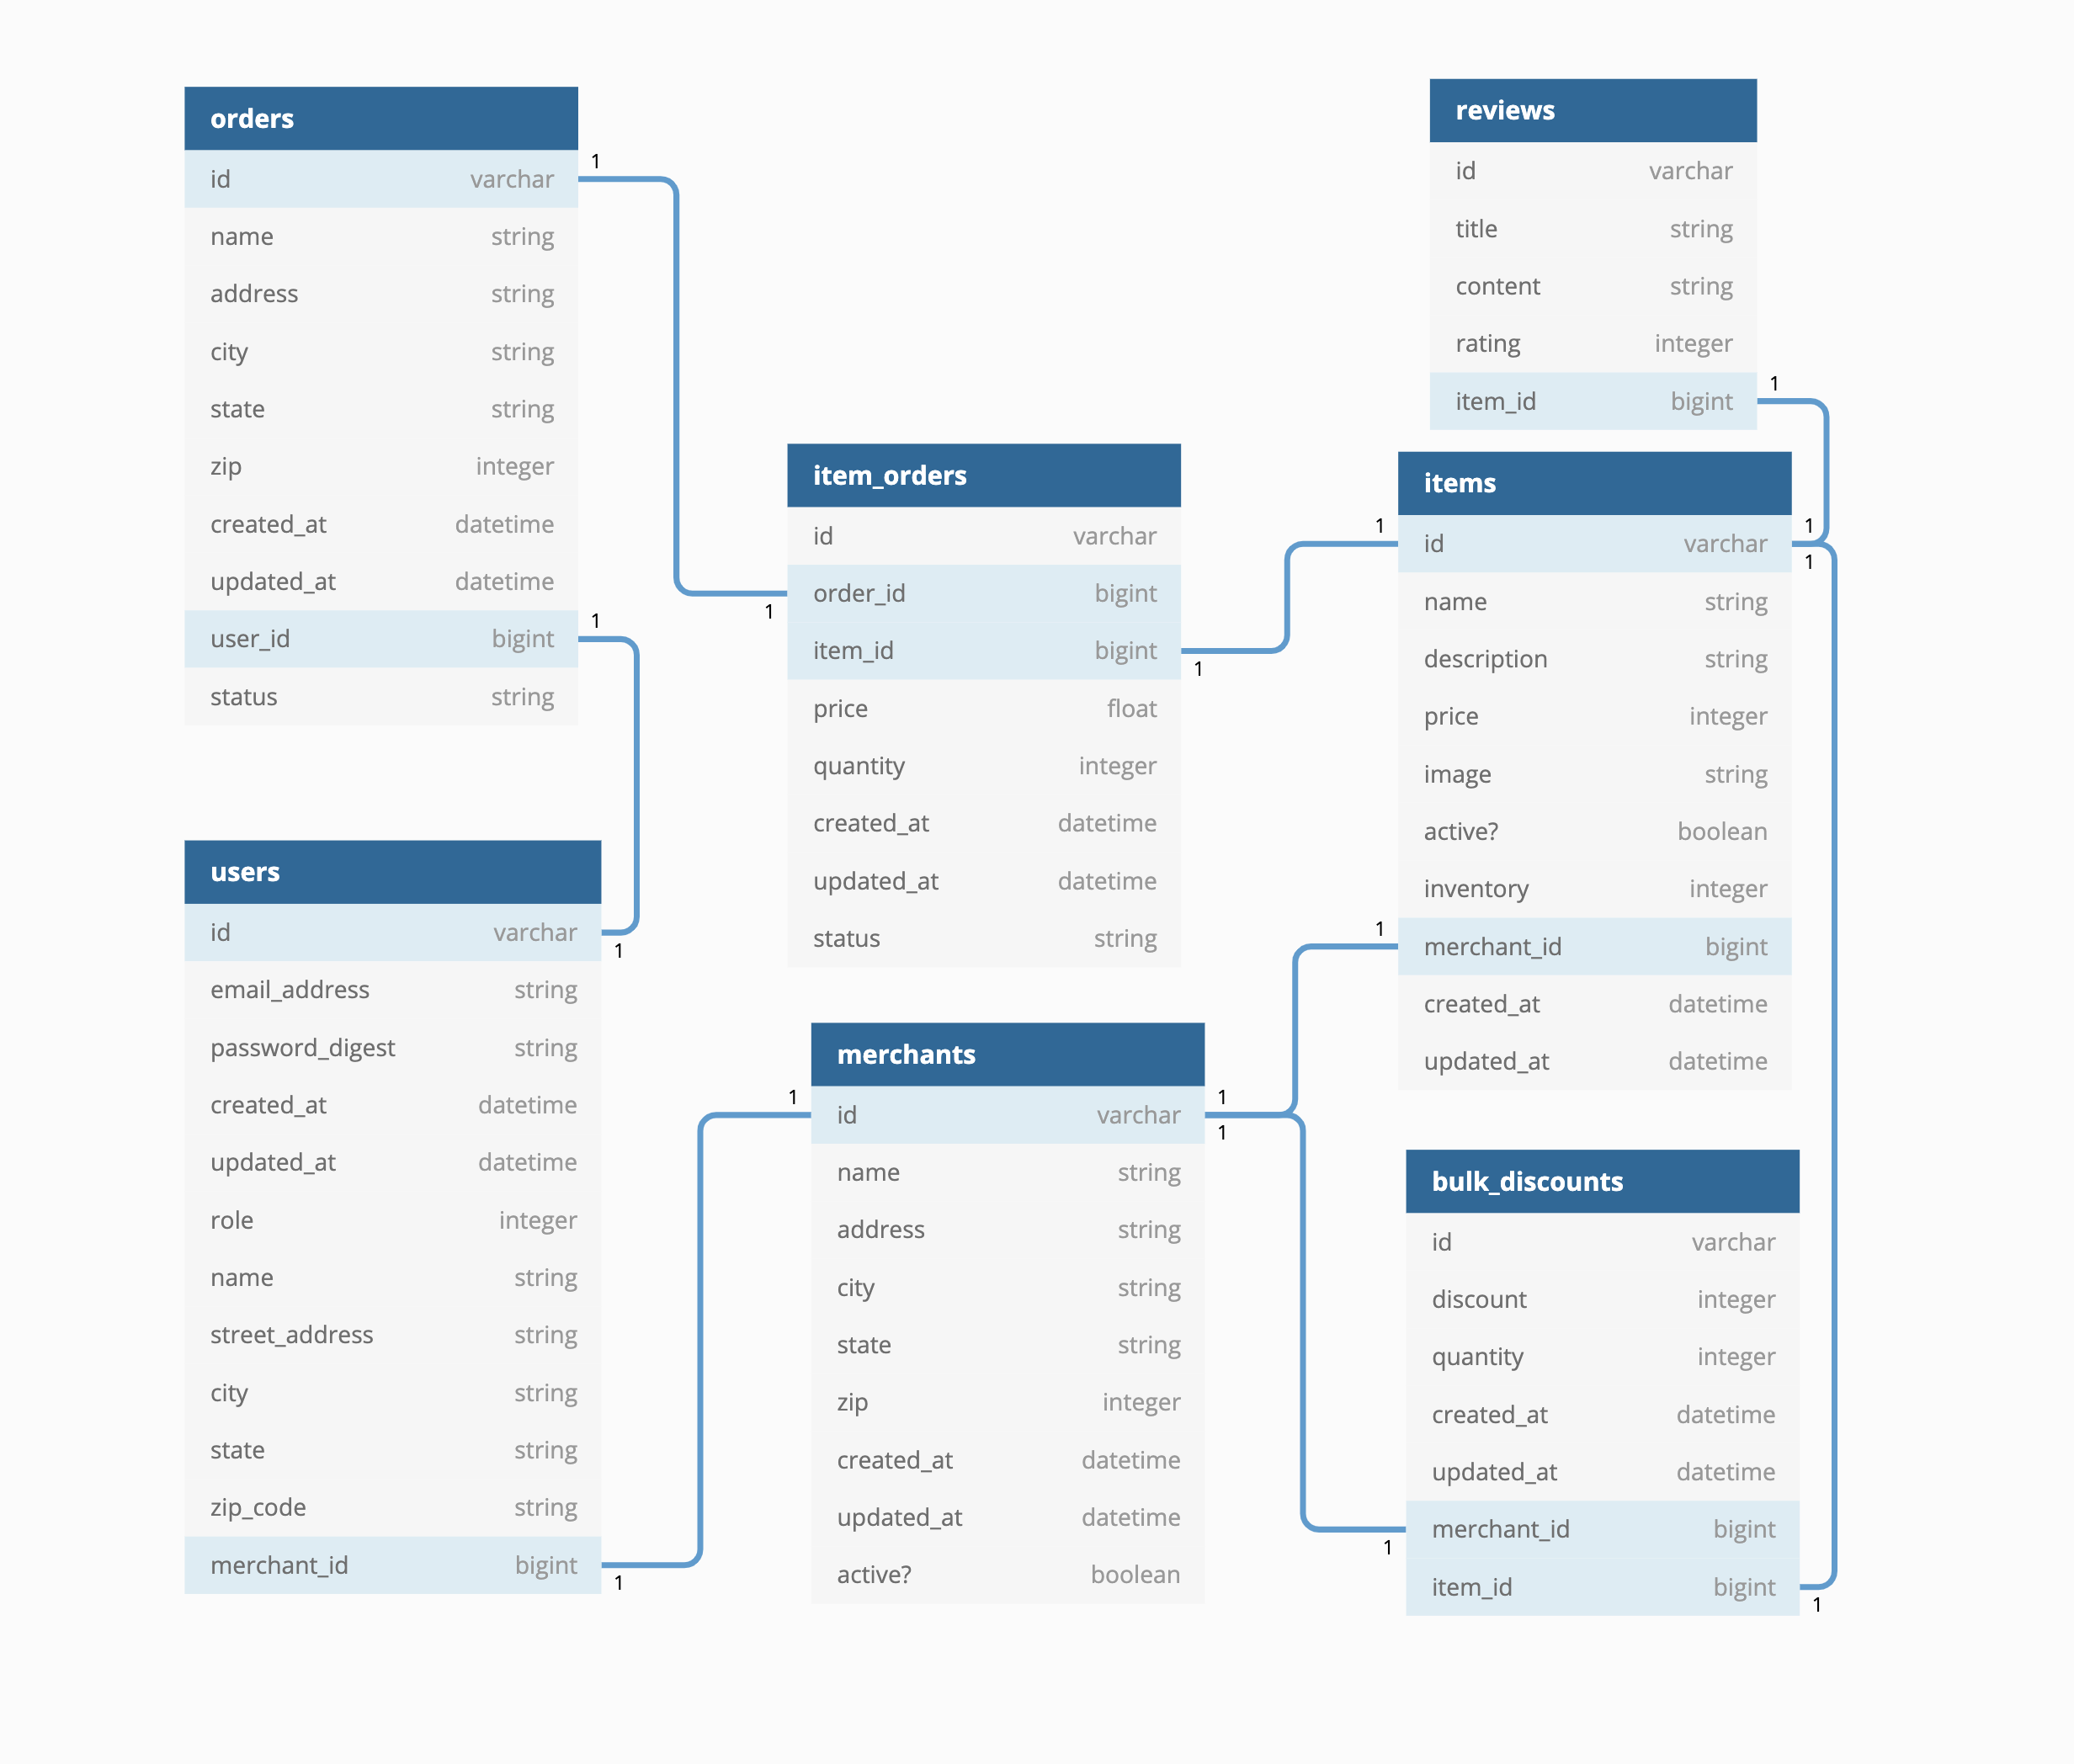 orders
id varchar 1
name string
address string
city string
state string
zip integer
created_at datetime
updated_at datetime
user_id bigint 1
status string
users
id varchar 1
email_address string
password_digest string
created_at datetime
updated_at datetime
role integer
name string
street_address string
city string
state string
zip_code string
merchant_id bigint 1
item_orders
id varchar
1 order_id bigint
item_id bigint 1
price float
quantity integer
created_at datetime
updated_at datetime
status string
merchants
1 id varchar 1 1
name string
address string
city string
state string
zip integer
created_at datetime
updated_at datetime
active? boolean
reviews
id varchar
title string
content string
rating integer
item_id bigint 1
items
1 id varchar 1 1
name string
description string
price integer
image string
active? boolean
inventory integer
1 merchant_id bigint
created_at datetime
updated_at datetime
bulk_discounts
id varchar
discount integer
quantity integer
created_at datetime
updated_at datetime
1 merchant_id bigint
item_id bigint 1